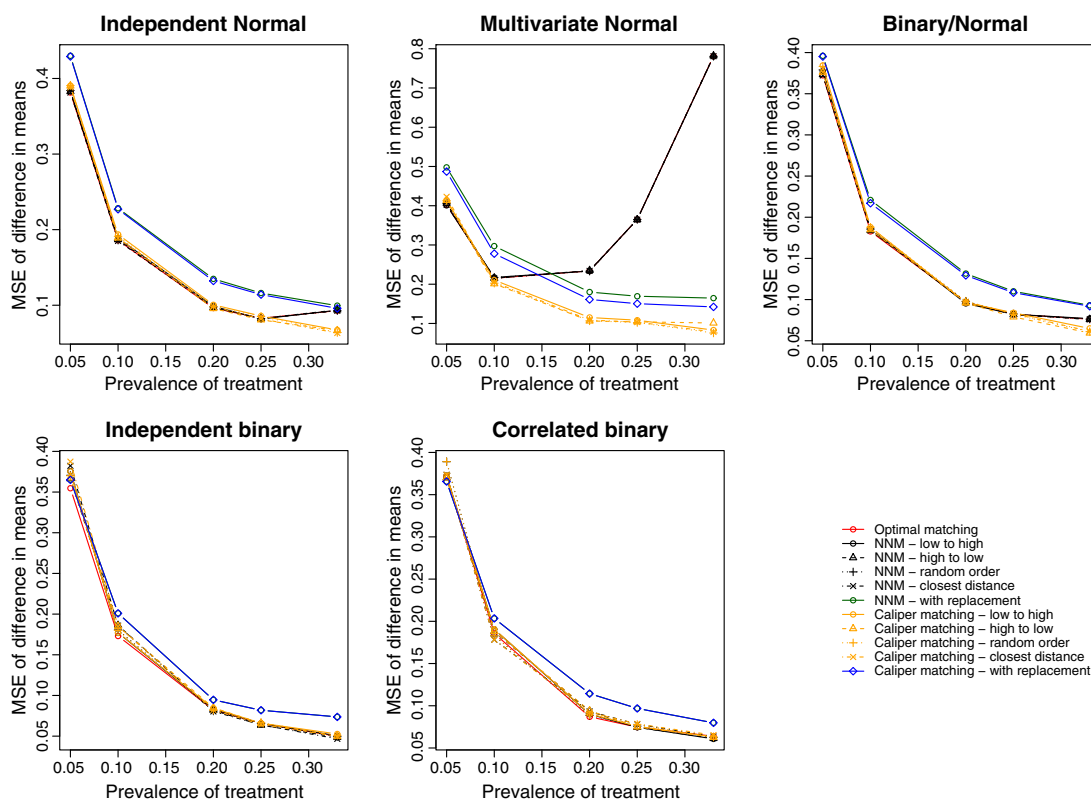 Independent Normal
MSE of difference in means
0.1 0.2 0.3 0.4
0.05 0.10 0.20 0.25 0.30
Prevalence of treatment
Multivariate Normal
MSE of difference in means
0.1 0.2 0.3 0.4 0.5 0.6 0.7 0.8
0.05 0.10 0.20 0.25 0.30
Prevalence of treatment
Binary/Normal
MSE of difference in means
0.05 0.10 0.15 0.20 0.25 0.30 0.35 0.40
0.05 0.10 0.20 0.25 0.30
Prevalence of treatment
Independent binary
MSE of difference in means
0.05 0.10 0.15 0.20 0.25 0.30 0.35 0.40
0.05 0.10 0.20 0.25 0.30
Prevalence of treatment
Correlated binary
MSE of difference in means
0.05 0.10 0.15 0.20 0.25 0.30 0.35 0.40
0.05 0.10 0.20 0.25 0.30
Prevalence of treatment
Optimal matching
NNM − low to high
NNM − high to low
NNM − random order
NNM − closest distance
NNM − with replacement
Caliper matching − low to high
Caliper matching − high to low
Caliper matching − random order
Caliper matching − closest distance
Caliper matching − with replacement